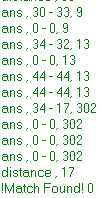 ans , 30 - 33, 9
ans , 0 - 0, 9
ans , 34 - 32, 13
ans , 0 - 0, 13
ans , 44 - 44, 13
ans , 44 - 44, 13
ans , 34 - 17, 302
ans , 0 - 0, 302
ans , 0 - 0, 302
ans , 0 - 0, 302
distance , 17
!Match Found! 0